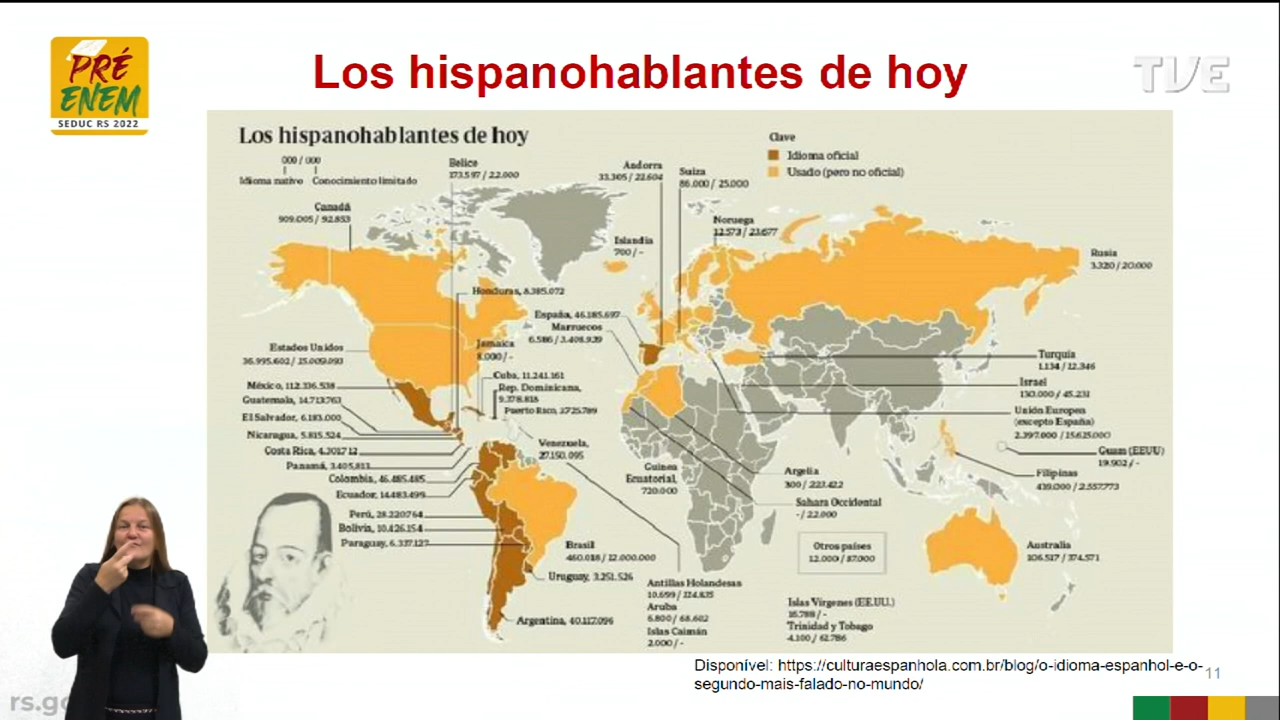 PRÉ
ENEM
SEDUC RS 2022
Los hispanohablantes de hoy
TVE
Los hispanohablantes de hoy
000 / 000
Idioma nativo Conocimiento limitado
Clave
Idioma oficial
Usado (pero no oficial)
Belice
173.597 / 22.000
Andorra
33.305 / 22.604
Suiza
86.000 / 25.000
Canadá
909.005 / 92.853
Noruega
12.573 / 23.677
Islandia
700 / -
Rusia
3.320 / 20.000
Honduras, 8.385.072
España, 46.185.697
Marruecos
6.586 / 3.408.929
Jamaica
8.000 / -
Estados Unidos
36.995.602 / 15.009.093
Turquía
1.134 / 12.346
Cuba, 11.241.161
Rep. Dominicana,
9.378.818
Puerto Rico, 3.725.789
Israel
130.000 / 45.231
México, 112.336.538
Guatemala, 14.713.763
El Salvador, 6.183.000
Nicaragua, 5.815.524
Costa Rica, 4.301712
Panamá, 3.405.813
Colombia, 46.485.485
Ecuador, 14.483.499
Perú, 28.220764
Bolivia, 10.426.154
Paraguay, 6.337.127
Unión Europea
(excepto España)
2.397.000 / 15.625.000
Guam (EEUU)
19.902 / -
Filipinas
439.000 / 2.557.773
Venezuela,
27.150.095
Guinea
Ecuatorial,
720.000
Argelia
300 / 223.422
Sahara Occidental
- / 22.000
Otros países
12.000 / 87.000
Australia
106.517 / 374.571
Brasil
460.018 / 12.000.000
Uruguay, 3.251.526
Argentina, 40.117.096
Antillas Holandesas
10.699 / 114.835
Aruba
6.800 / 68.602
Islas Caimán
2.000 / -
Islas Vírgenes (EE.UU.)
16.788 / -
Trinidad y Tobago
4.100 / 62.786
Disponível: https://culturaespanhola.com.br/blog/o-idioma-espanhol-e-o-
segundo-mais-falado-no-mundo/
11
rs.go